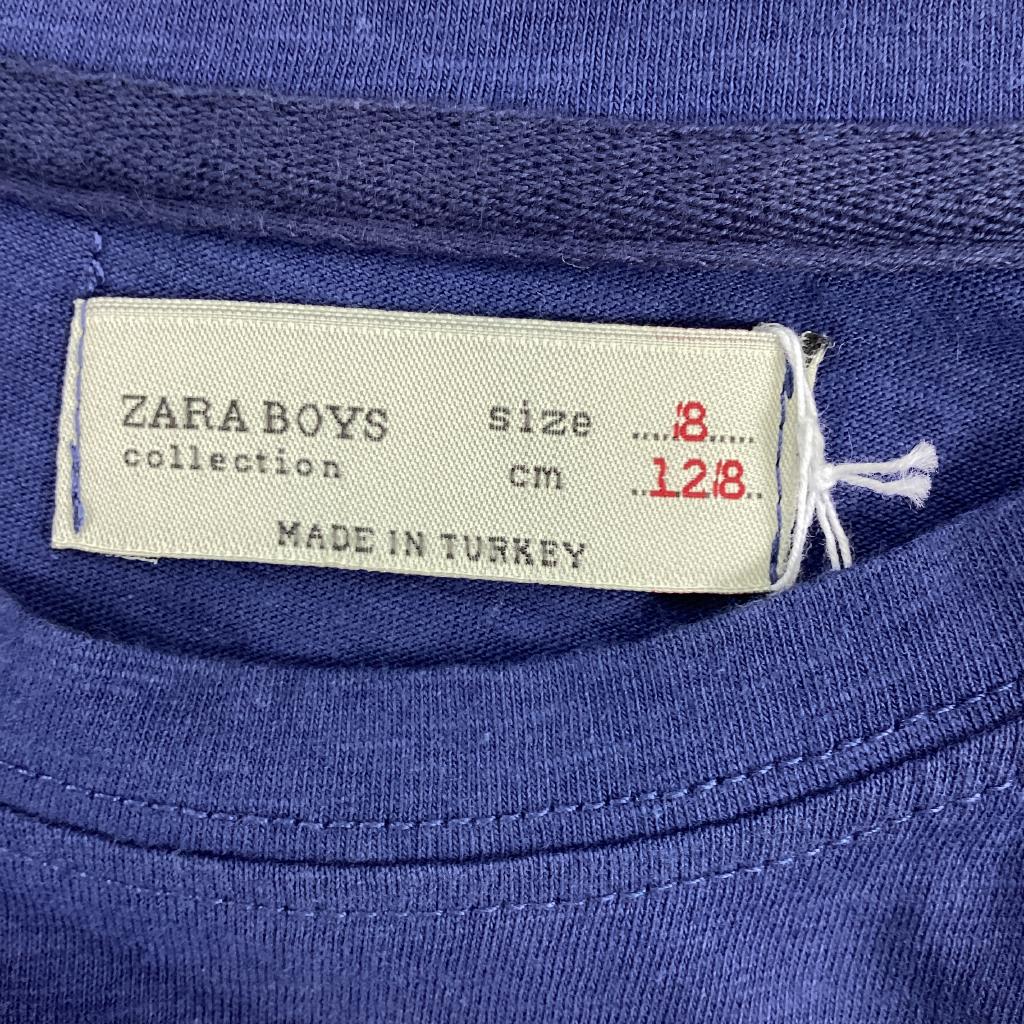 ZARA BOYS size 8
collection cm 128
MADE IN TURKEY